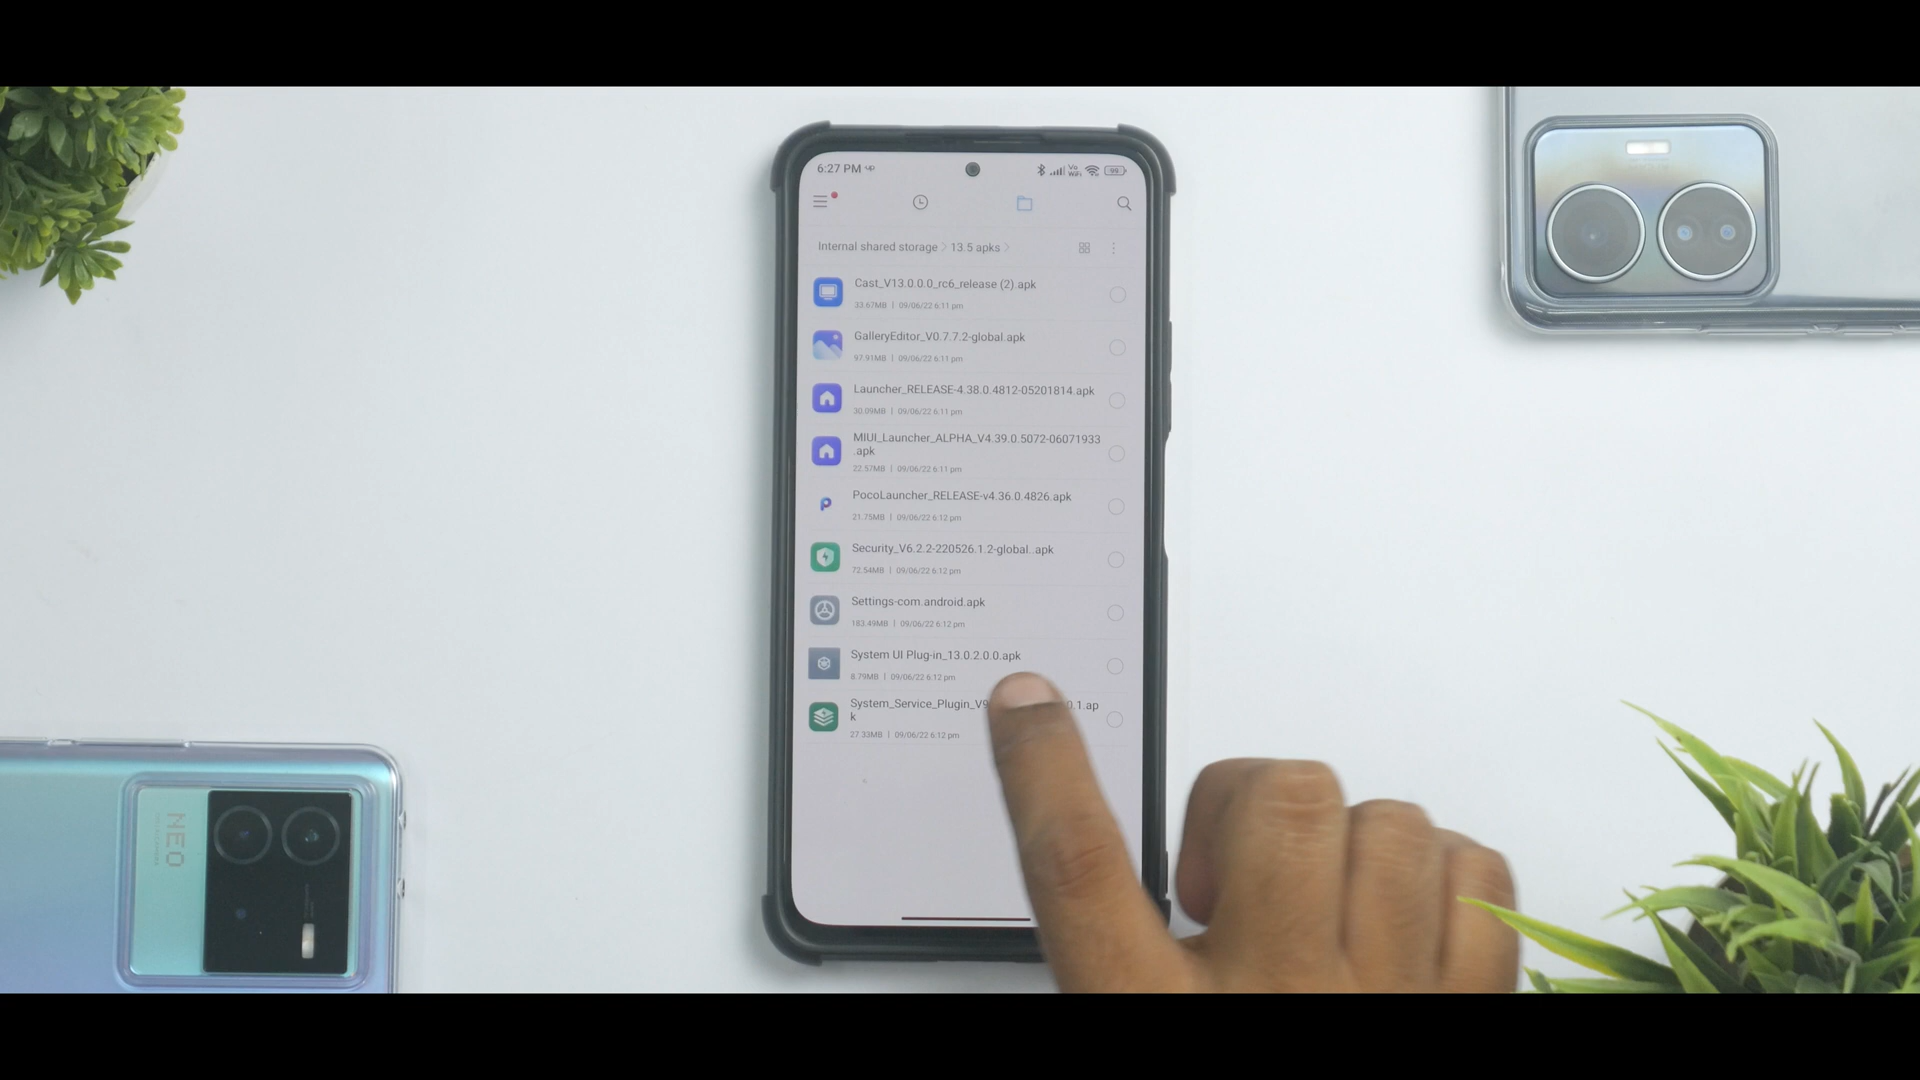 6:27 PM
Vo
WiFi
99
Internal shared storage > 13.5 apks >
Cast_V13.0.0.0_rc6_release (2).apk
33.67MB | 09/06/22 6:11 pm
GalleryEditor_V0.7.7.2-global.apk
97.91MB | 09/06/22 6:11 pm
Launcher_RELEASE-4.38.0.4812-05201814.apk
30.09MB | 09/06/22 6:11 pm
MIUI_Launcher_ALPHA_V4.39.0.5072-06071933
.apk
22.57MB | 09/06/22 6:11 pm
PocoLauncher_RELEASE-v4.36.0.4826.apk
21.75MB | 09/06/22 6:12 pm
Security_V6.2.2-220526.1.2-global..apk
72.54MB | 09/06/22 6:12 pm
Settings-com.android.apk
183.49MB | 09/06/22 6:12 pm
System UI Plug-in_13.0.2.0.0.apk
8.79MB | 09/06/22 6:12 pm
System_Service_Plugin_V9 0.1.ap
k
27.33MB | 09/06/22 6:12 pm
NEO